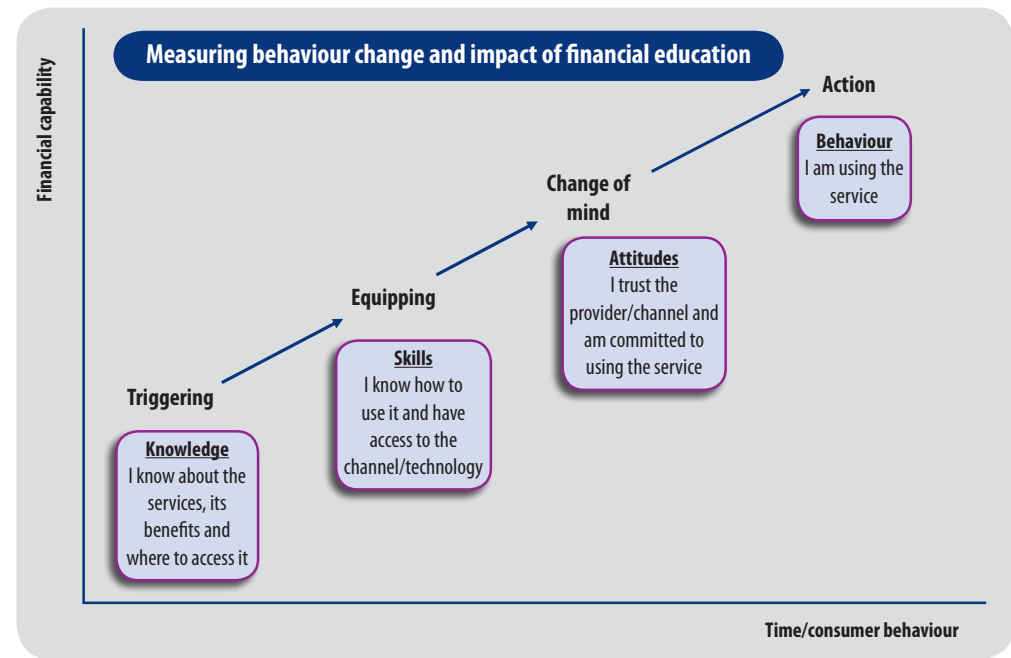 Measuring behaviour change and impact of financial education
Financial capability
Action
Behaviour
I am using the
service
Change of
mind
Attitudes
I trust the
provider/channel and
am committed to
using the service
Equipping
Skills
I know how to
use it and have
access to the
channel/technology
Triggering
Knowledge
I know about the
services, its
benefits and
where to access it
Time/consumer behaviour